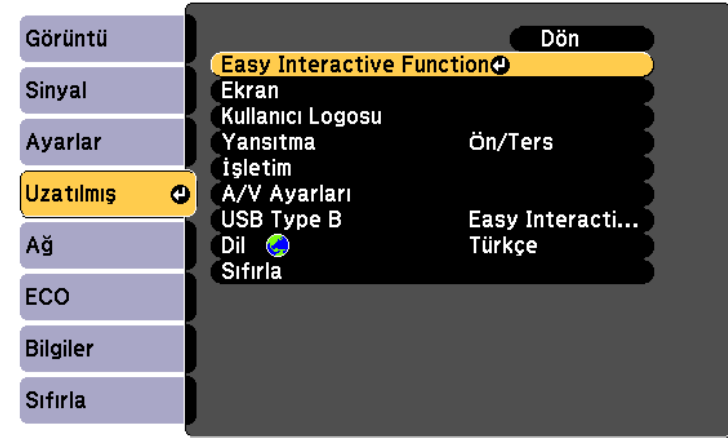 Görüntü
Sinyal
Ayarlar
Uzatılmış
Ağ
ECO
Bilgiler
Sıfırla
Dön
Easy Interactive Function
Ekran
Kullanıcı Logosu
Yansıtma Ön/Ters
İşletim
A/V Ayarları
USB Type B Easy Interacti...
Dil Türkçe
Sıfırla